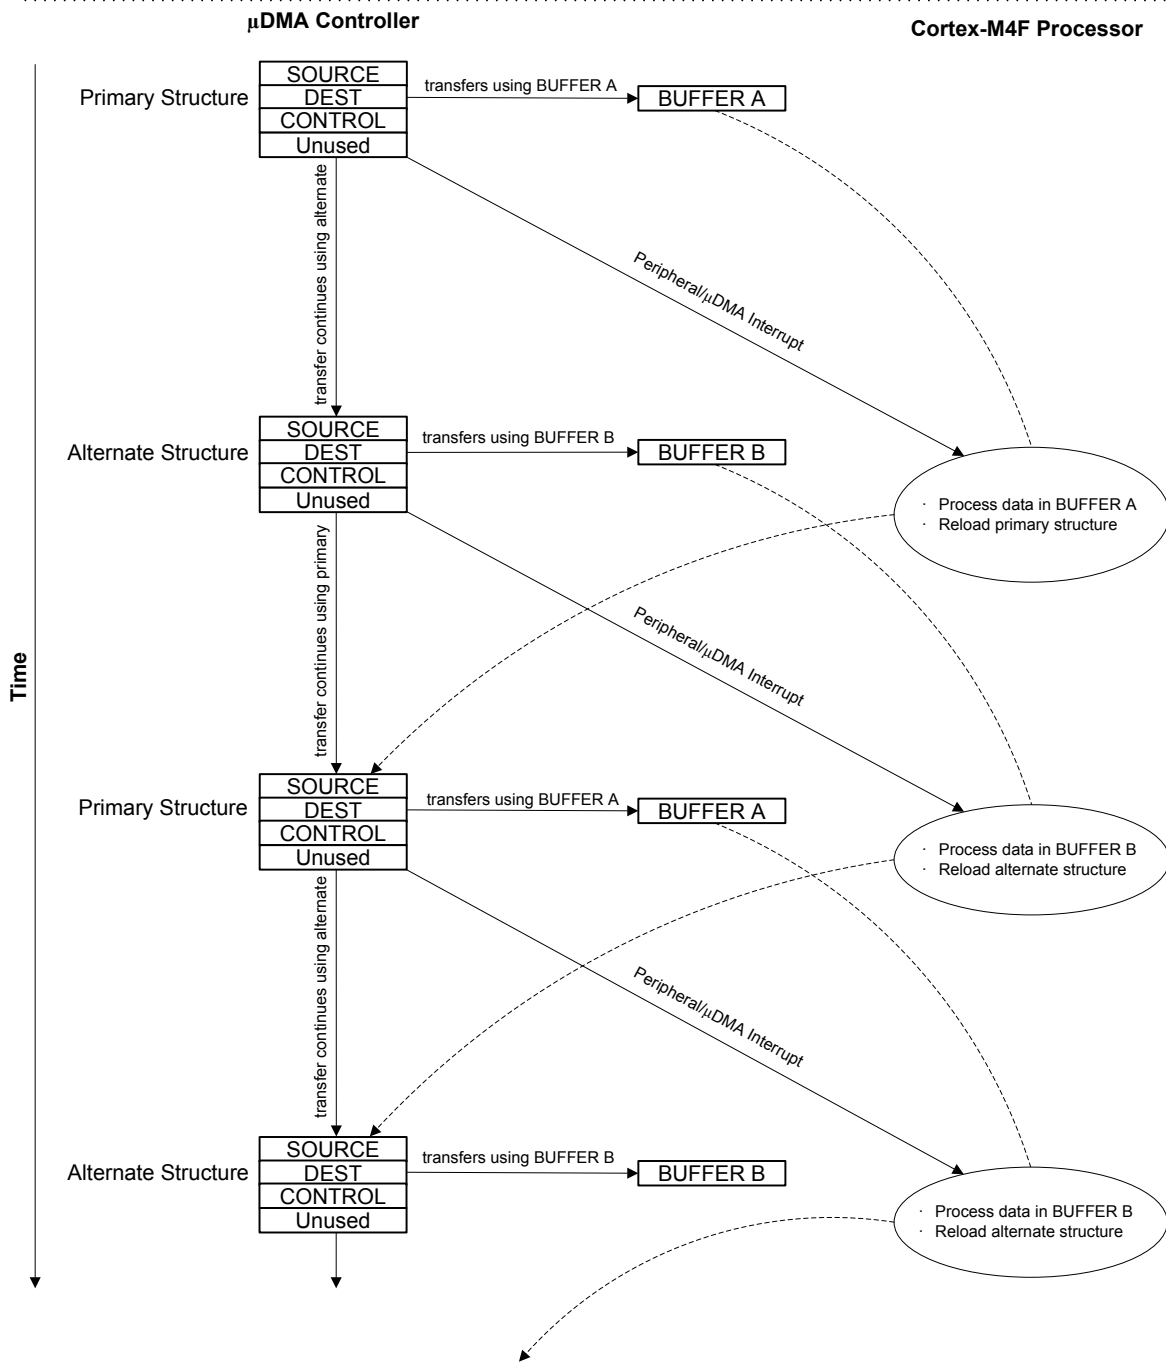 μDMA Controller
Cortex-M4F Processor
Primary Structure
SOURCE
DEST
CONTROL
Unused
transfers using BUFFER A
BUFFER A
transfer continues using alternate
Peripheral/μDMA Interrupt
Alternate Structure
SOURCE
DEST
CONTROL
Unused
transfers using BUFFER B
BUFFER B
· Process data in BUFFER A
· Reload primary structure
transfer continues using primary
Peripheral/μDMA Interrupt
Time
Primary Structure
SOURCE
DEST
CONTROL
Unused
transfers using BUFFER A
BUFFER A
· Process data in BUFFER B
· Reload alternate structure
transfer continues using alternate
Peripheral/μDMA Interrupt
Alternate Structure
SOURCE
DEST
CONTROL
Unused
transfers using BUFFER B
BUFFER B
· Process data in BUFFER B
· Reload alternate structure